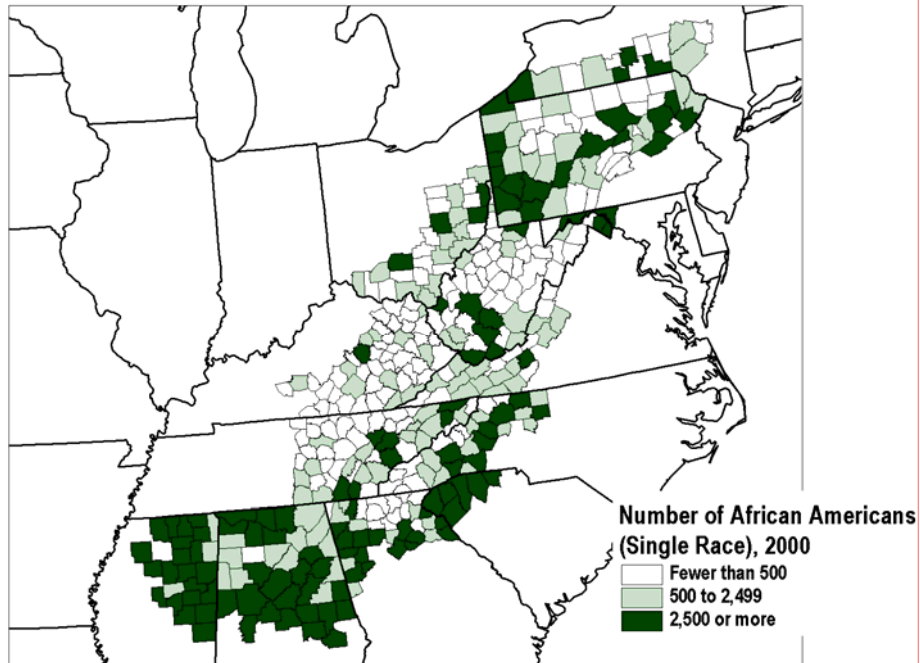 Number of African Americans
(Single Race), 2000
Fewer than 500
500 to 2,499
2,500 or more